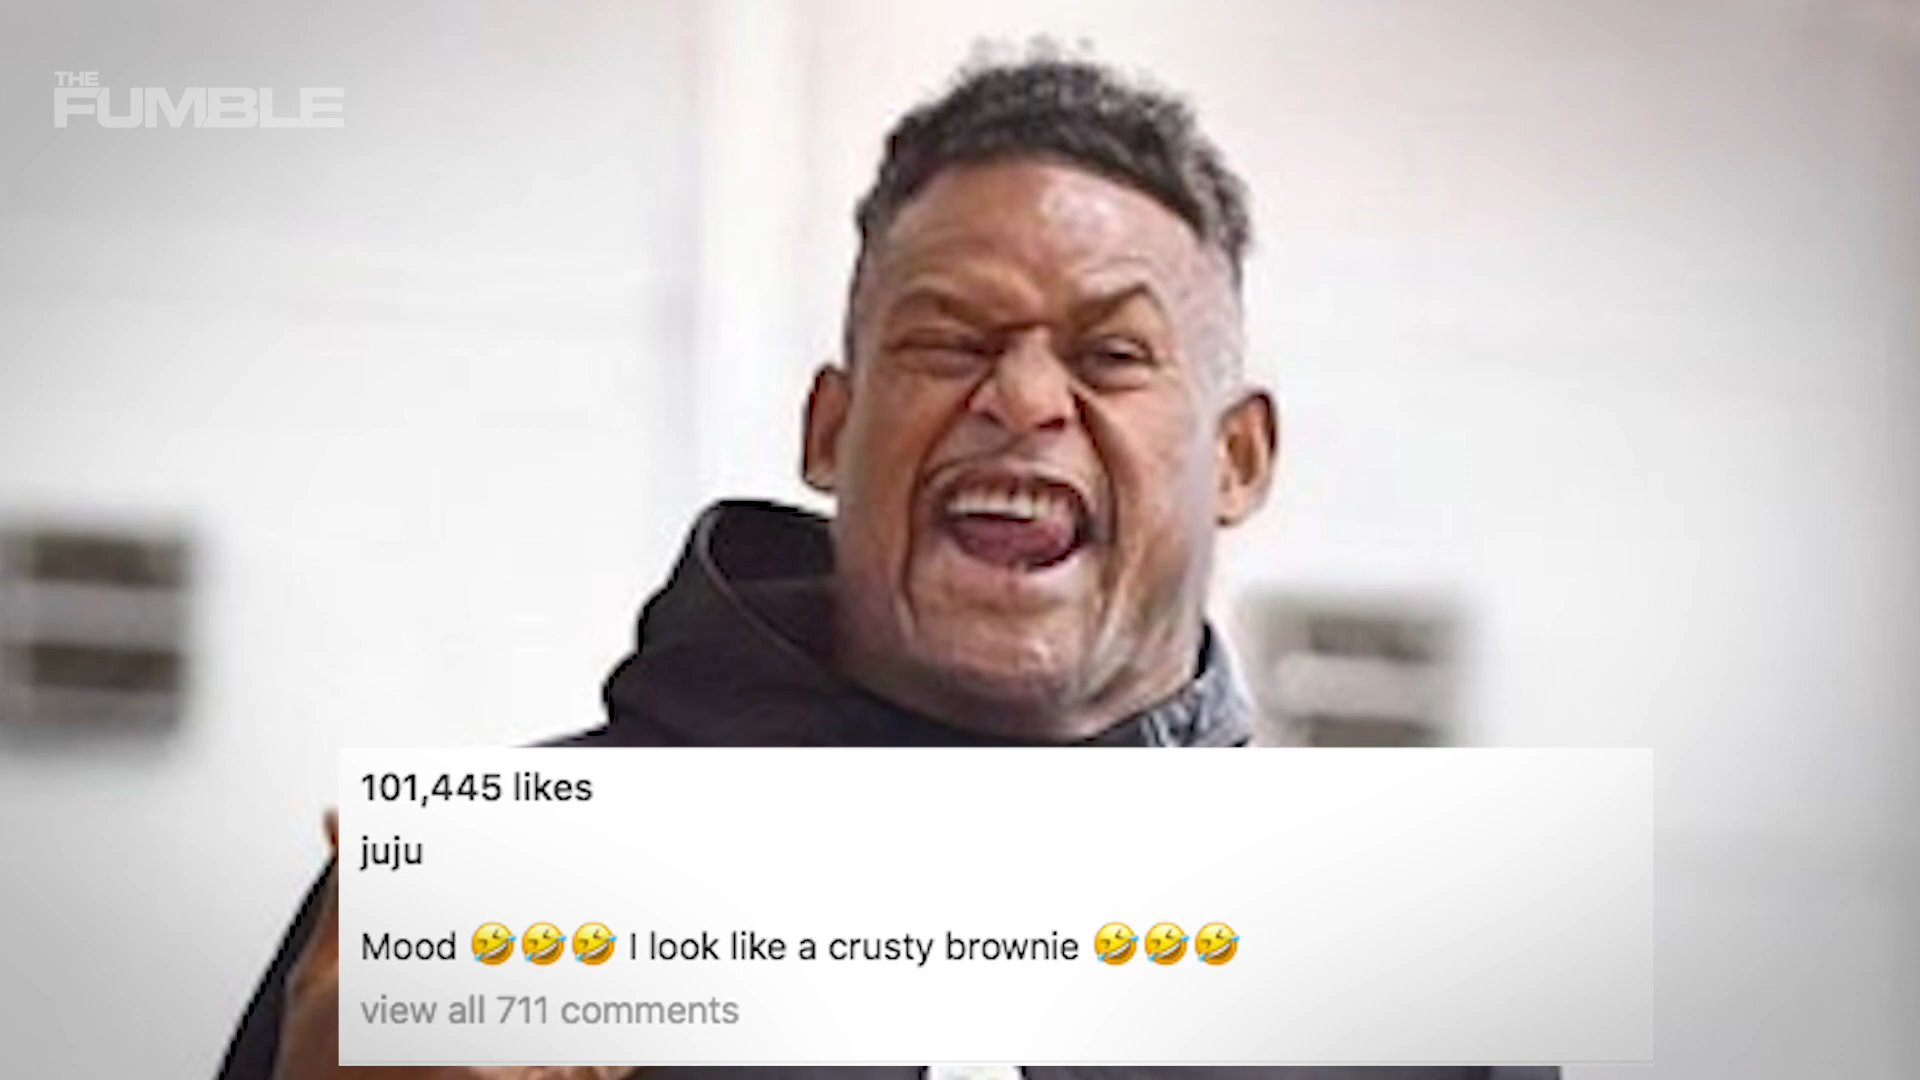 THE
FUMBLE
101,445 likes
juju
Mood 🤣🤣🤣 I look like a crusty brownie 🤣🤣🤣
view all 711 comments